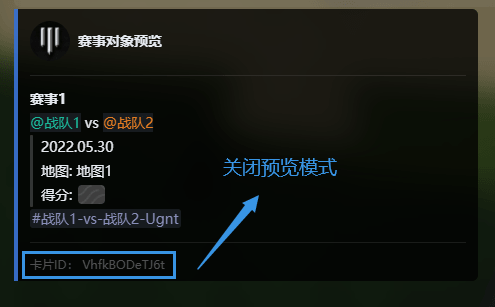 赛事对象预览
赛事1
@战队1 vs @战队2
2022.05.30
地图: 地图1
得分:
#战队1-vs-战队2-Ugnt
关闭预览模式
卡片ID: VhfkBODeTJ6t